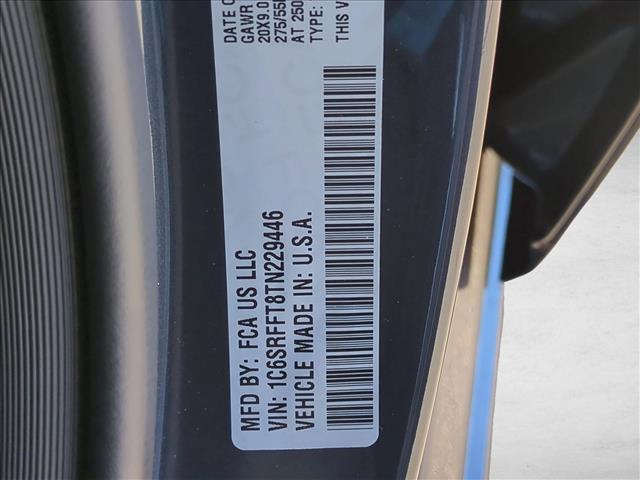 MFD BY: FCA US LLC
VIN: 1C6SRFFT8TN229446
VEHICLE MADE IN: U.S.A.
DATE O
GAWR
20X9.0
275/55
AT 250
TYPE:
THIS V